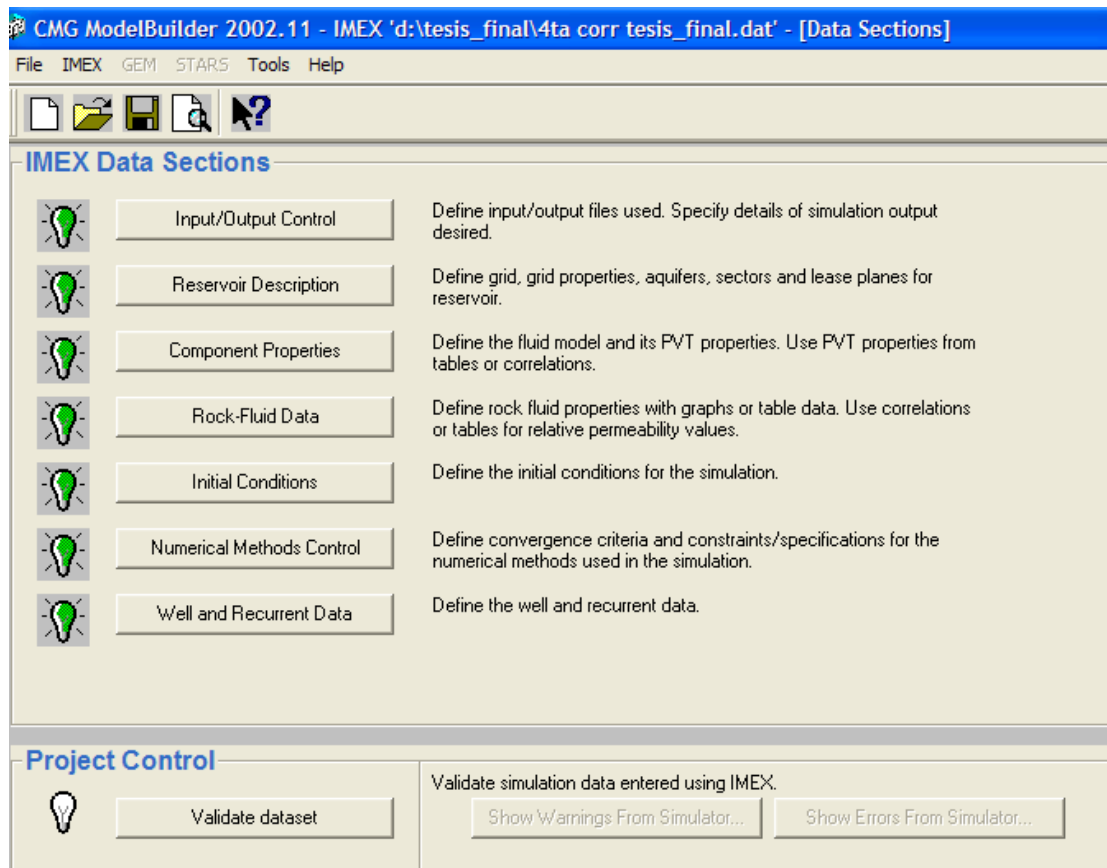 CMG ModelBuilder 2002.11 - IMEX 'd:\tesis_final\4ta corr tesis_final.dat' - [Data Sections]
File IMEX GEM STARS Tools Help
IMEX Data Sections
Input/Output Control
Define input/output files used. Specify details of simulation output
desired.
Reservoir Description
Define grid, grid properties, aquifers, sectors and lease planes for
reservoir.
Component Properties
Define the fluid model and its PVT properties. Use PVT properties from
tables or correlations.
Rock-Fluid Data
Define rock fluid properties with graphs or table data. Use correlations
or tables for relative permeability values.
Initial Conditions
Define the initial conditions for the simulation.
Numerical Methods Control
Define convergence criteria and constraints/specifications for the
numerical methods used in the simulation.
Well and Recurrent Data
Define the well and recurrent data.
Project Control
Validate dataset
Validate simulation data entered using IMEX.
Show Warnings From Simulator... Show Errors From Simulator...